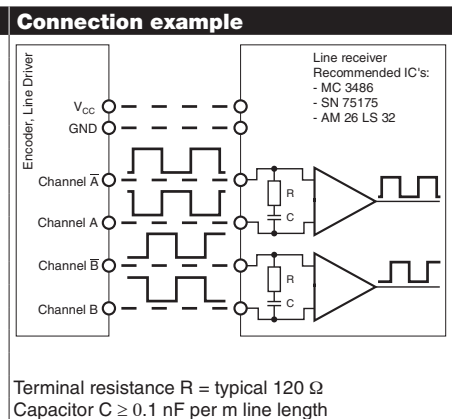 Connection example
Encoder, Line Driver
Line receiver
Recommended IC's:
- MC 3486
- SN 75175
- AM 26 LS 32
V_CC
GND
Channel A̅
R
C
Channel A
Channel B̅
R
C
Channel B
Terminal resistance R = typical 120 Ω
Capacitor C ≥ 0.1 nF per m line length